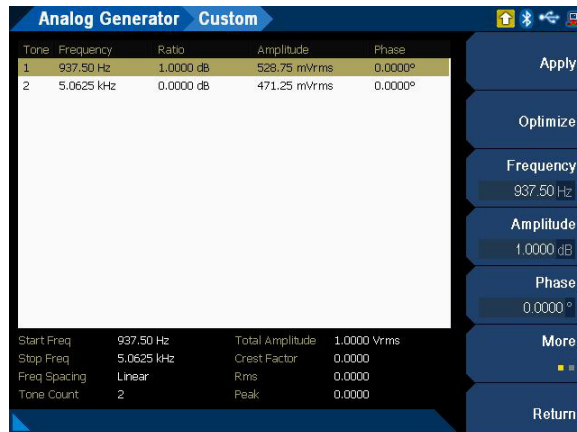 Analog Generator Custom
Tone Frequency Ratio Amplitude Phase
1 937.50 Hz 1.0000 dB 528.75 mVrms 0.0000°
2 5.0625 kHz 0.0000 dB 471.25 mVrms 0.0000°
Start Freq 937.50 Hz Total Amplitude 1.0000 Vrms
Stop Freq 5.0625 kHz Crest Factor 0.0000
Freq Spacing Linear Rms 0.0000
Tone Count 2 Peak 0.0000
Apply
Optimize
Frequency
937.50 Hz
Amplitude
1.0000 dB
Phase
0.0000 °
More
Return